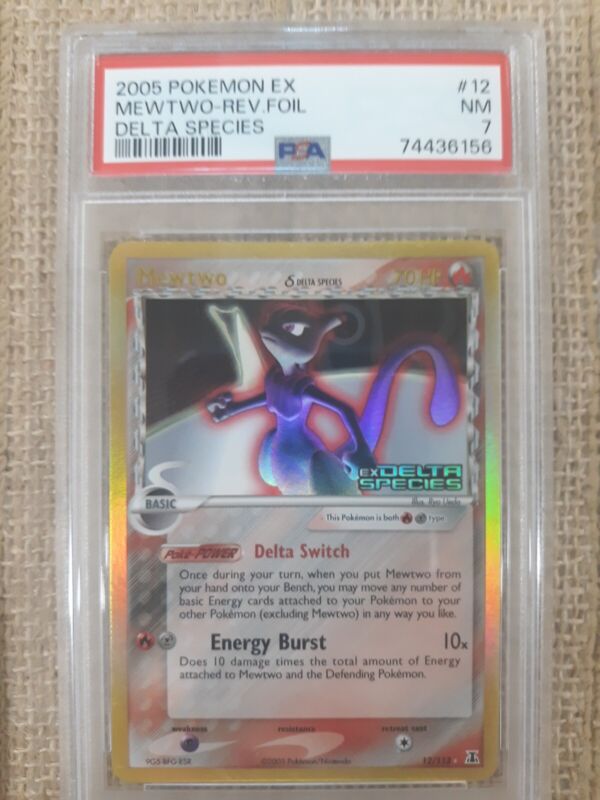 2005 POKEMON EX #12
MEWTWO-REV.FOIL NM
DELTA SPECIES 7
PSA 74436156
Mewtwo δ DELTA SPECIES 70 HP
EX DELTA
SPECIES
BASIC
Illus. Ryo Ueda
This Pokémon is both type.
Poké-POWER Delta Switch
Once during your turn, when you put Mewtwo from
your hand onto your Bench, you may move any number of
basic Energy cards attached to your Pokémon to your
other Pokémon (excluding Mewtwo) in any way you like.
Energy Burst 10x
Does 10 damage times the total amount of Energy
attached to Mewtwo and the Defending Pokémon.
weakness resistance retreat cost
©2005 Pokémon/Nintendo 12/113